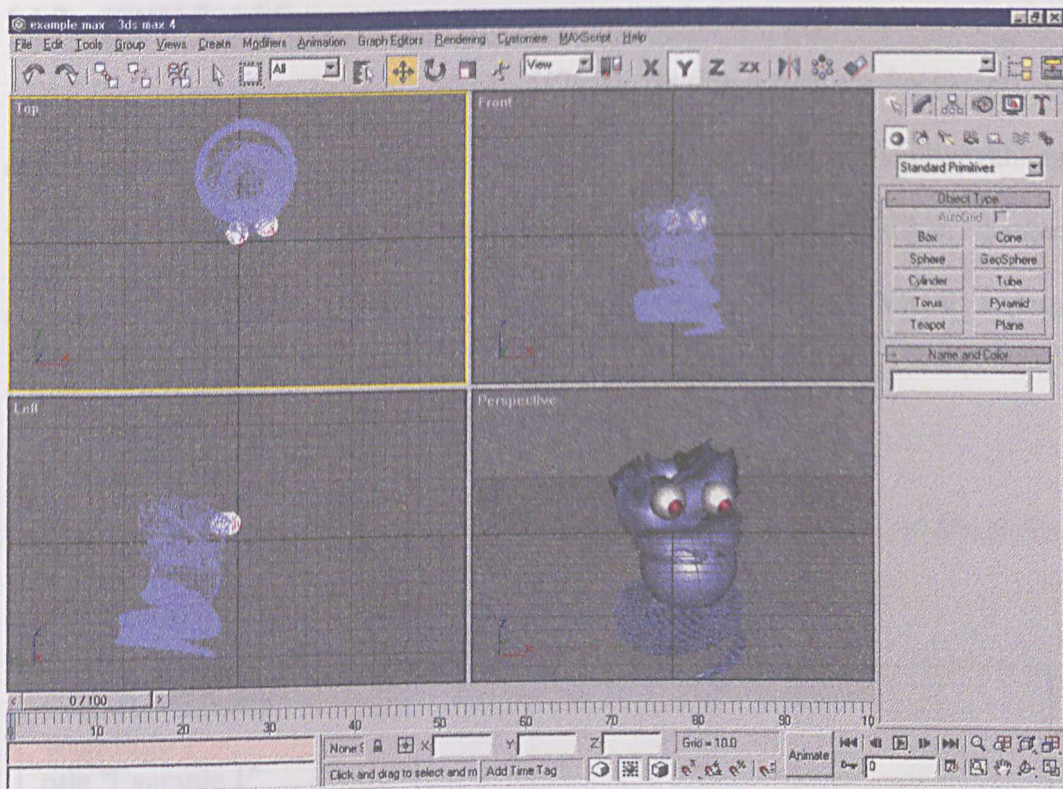 example max - 3ds max 4
File Edit Tools Group Views Create Modifiers Animation Graph Editors Rendering Customize MAXScript Help
All View X Y Z ZX
Top Front
Standard Primitives
Object Type
AutoGrid
Box Cone
Sphere GeoSphere
Cylinder Tube
Torus Pyramid
Teapot Plane
Name and Color
Left Perspective
0 / 100
10 20 30 40 50 60 70 80 90 10
None S X: Y: Z: Grid = 10.0 Animate
Click and drag to select and m Add Time Tag 0